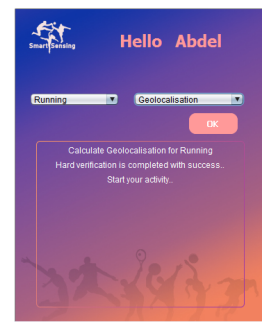 Hello Abdel
Smart Sensing
Running
Geolocalisation
OK
Calculate Geolocalisation for Running
Hard verification is completed with success..
Start your activity..